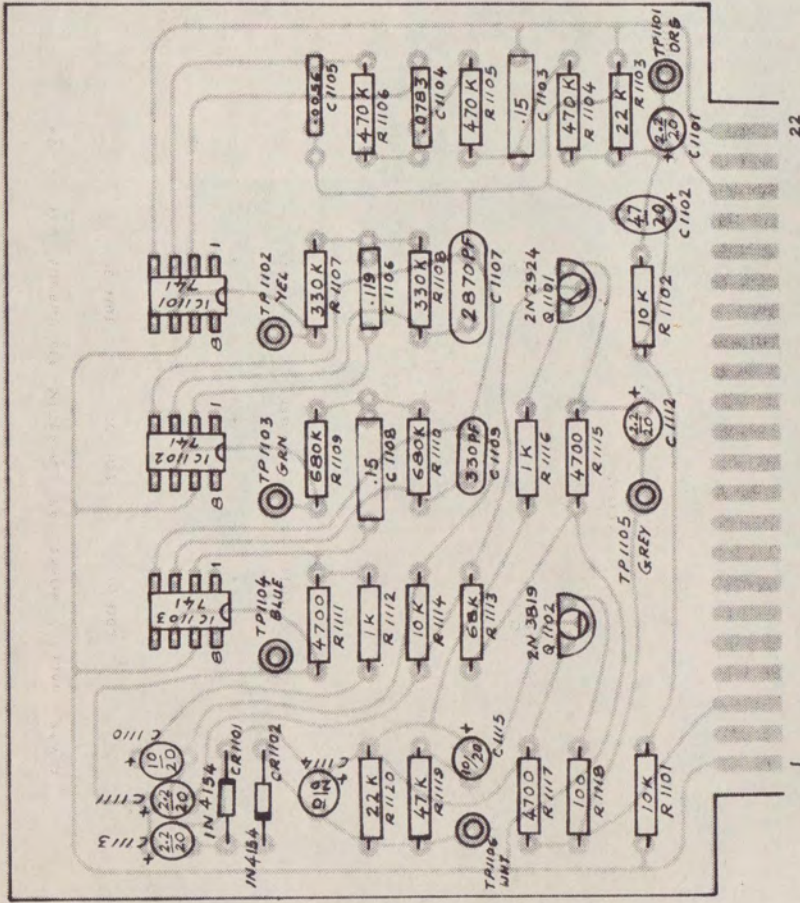 .0056
C1105
470K
R1106
.0783
C1104
470K
R1105
.15
C1103
470K
R1104
22K
R1103
TP1101
ORG
2.2
20
+
C1101
22
47
20
+
C1102
IC1101
741
8
1
TP1102
YEL
330K
R1107
.119
C1106
330K
R1108
2870PF
C1107
2N2924
Q1101
10K
R1102
IC1102
741
8
1
TP1103
GRN
680K
R1109
.15
C1108
680K
R1110
330PF
C1109
1K
R1116
4700
R1115
2.2
20
+
C1112
TP1105
GREY
IC1103
741
8
1
TP1104
BLUE
4700
R1111
1K
R1112
10K
R1114
68K
R1113
2N3819
Q1102
C1110
10
20
+
C1111
2.2
20
+
C1113
2.2
20
+
1N4154
CR1101
1N4154
CR1102
C1114
+
22K
R1120
47K
R1119
10/20
+
C1115
TP1106
WHT
4700
R1117
100
R1118
10K
R1101
1